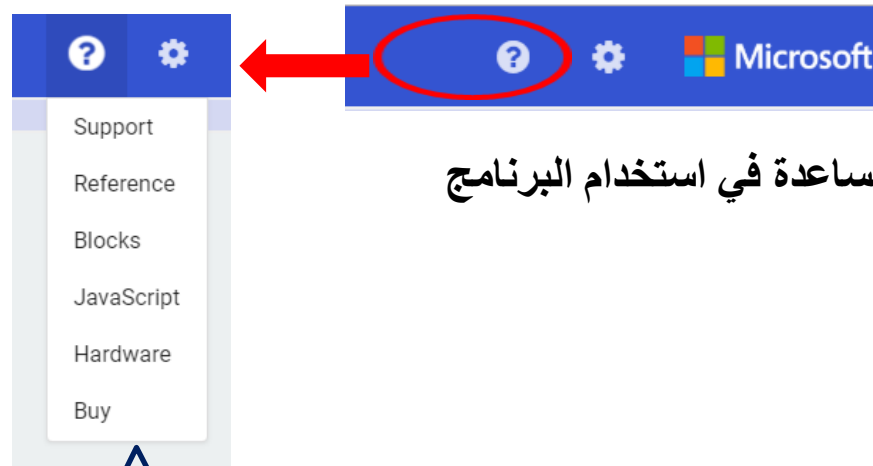 Microsoft
ساعدة في استخدام البرنامج
Support
Reference
Blocks
JavaScript
Hardware
Buy